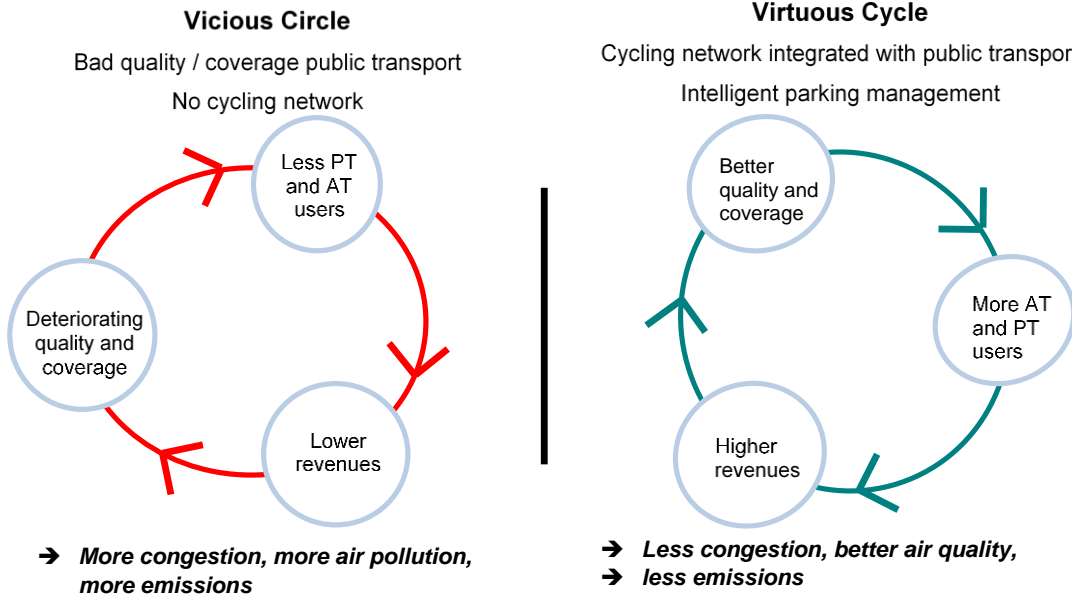 Vicious Circle
Bad quality / coverage public transport
No cycling network
Less PT
and AT
users
Deteriorating
quality and
coverage
Lower
revenues
➔ More congestion, more air pollution,
more emissions
Virtuous Cycle
Cycling network integrated with public transpor
Intelligent parking management
Better
quality and
coverage
More AT
and PT
users
Higher
revenues
➔ Less congestion, better air quality,
➔ less emissions